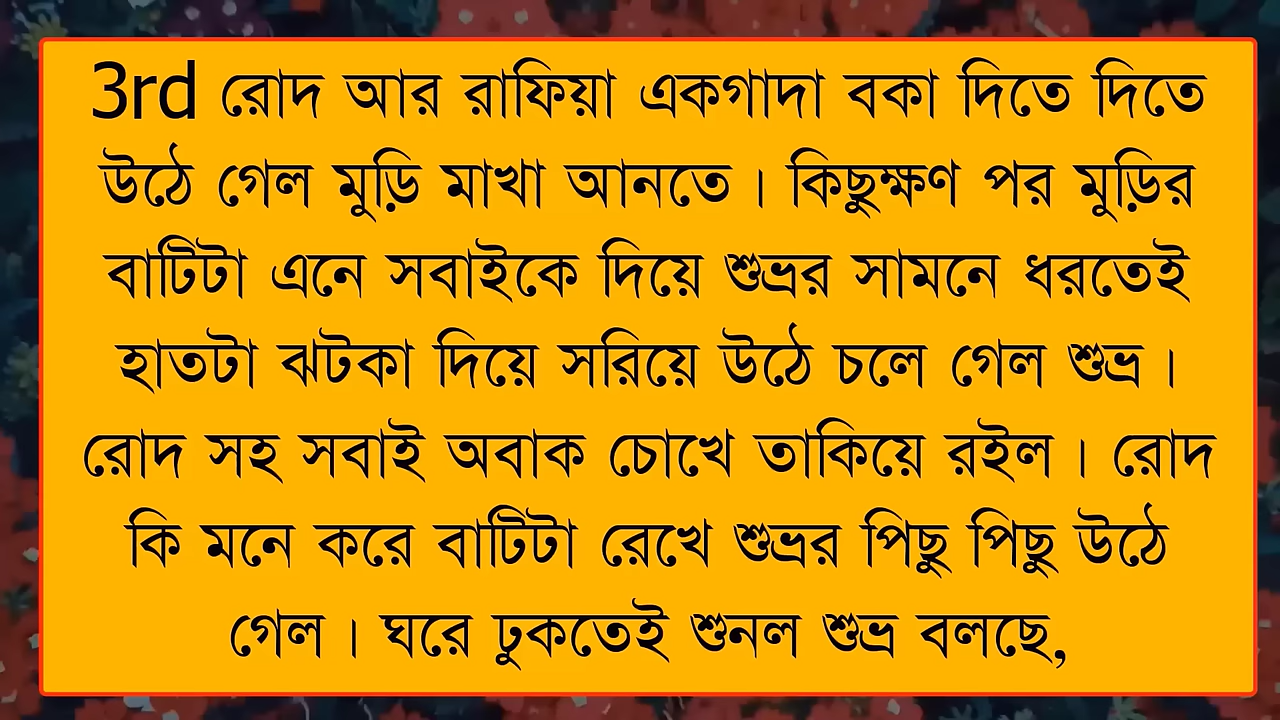 3rd রোদ আর রাফিয়া একগাদা বকা দিতে দিতে
উঠে গেল মুড়ি মাখা আনতে। কিছুক্ষণ পর মুড়ির
বাটিটা এনে সবাইকে দিয়ে শুভ্রর সামনে ধরতেই
হাতটা ঝটকা দিয়ে সরিয়ে উঠে চলে গেল শুভ্র।
রোদ সহ সবাই অবাক চোখে তাকিয়ে রইল। রোদ
কি মনে করে বাটিটা রেখে শুভ্রর পিছু পিছু উঠে
গেল। ঘরে ঢুকতেই শুনল শুভ্র বলছে,